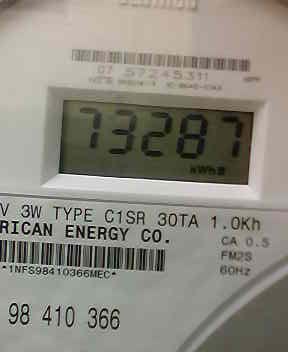 07 57245311
73287
kWh
V 3W TYPE C1SR 30TA 1.0Kh
RICAN ENERGY CO.
CA 0.5
FM2S
60Hz
*1NFS98410366MEC*
98 410 366